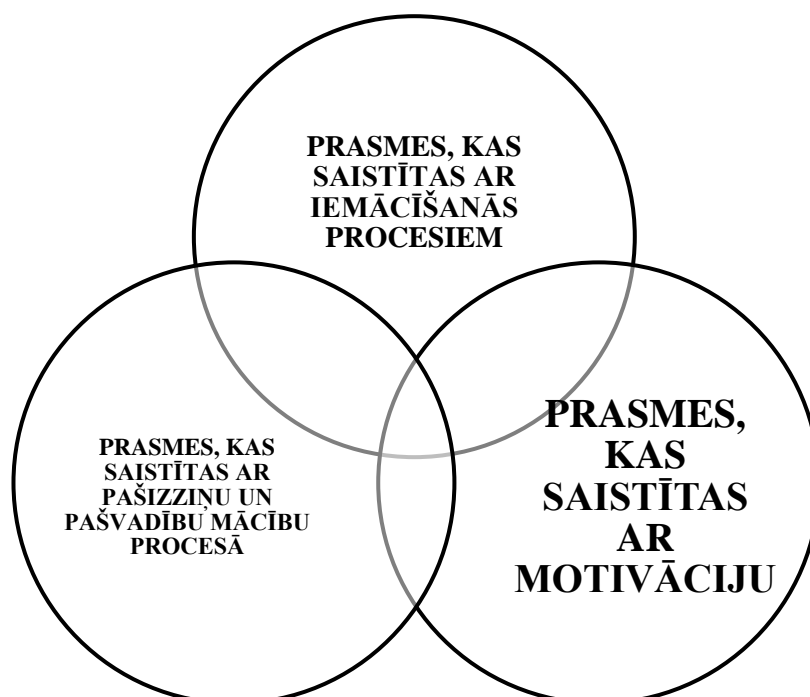 PRASMES, KAS
SAISTĪTAS AR
IEMĀCĪŠANĀS
PROCESIEM
PRASMES, KAS
SAISTĪTAS AR
PAŠIZZIŅU UN
PAŠVADĪBU MĀCĪBU
PROCESĀ
PRASMES,
KAS
SAISTĪTAS
AR
MOTIVĀCIJU